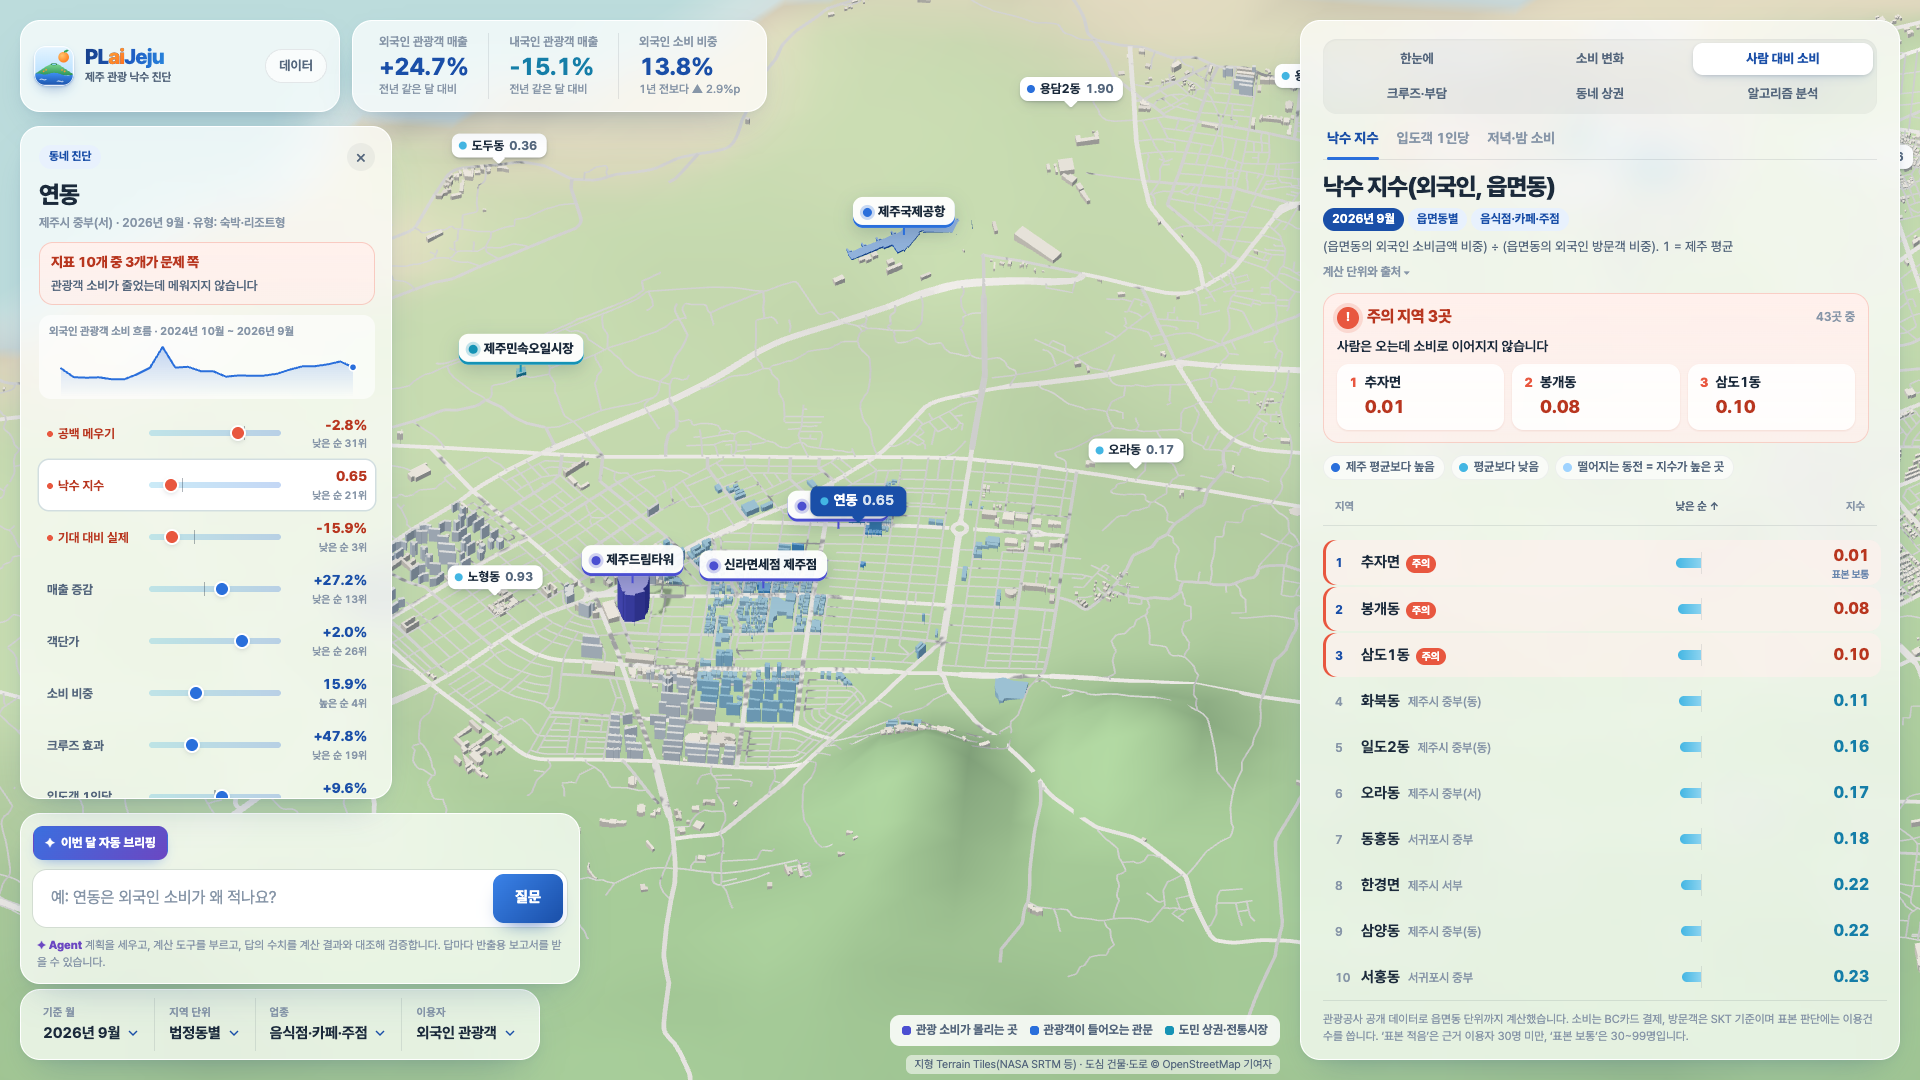 PLaiJeju
제주 관광 낙수 진단
데이터
외국인 관광객 매출
+24.7%
전년 같은 달 대비
내국인 관광객 매출
-15.1%
전년 같은 달 대비
외국인 소비 비중
13.8%
1년 전보다 ▲ 2.9%p
동네 진단
×
연동
제주시 중부(서) · 2026년 9월 · 유형: 숙박·리조트형
지표 10개 중 3개가 문제 쪽
관광객 소비가 줄었는데 메워지지 않습니다
외국인 관광객 소비 흐름 · 2024년 10월 ~ 2026년 9월
공백 메우기
-2.8%
낮은 순 31위
낙수 지수
0.65
낮은 순 21위
기대 대비 실제
-15.9%
낮은 순 3위
매출 증감
+27.2%
낮은 순 13위
객단가
+2.0%
낮은 순 26위
소비 비중
15.9%
높은 순 4위
크루즈 효과
+47.8%
낮은 순 19위
입도객 1인당
+9.6%
✦ 이번 달 자동 브리핑
예: 연동은 외국인 소비가 왜 적나요?
질문
✦ Agent 계획을 세우고, 계산 도구를 부르고, 답의 수치를 계산 결과와 대조해 검증합니다. 답마다 반출용 보고서를 받
을 수 있습니다.
기준 월
2026년 9월
지역 단위
법정동별
업종
음식점·카페·주점
이용자
외국인 관광객
도두동 0.36
용담2동 1.90
제주국제공항
제주민속오일시장
오라동 0.17
연동 0.65
제주드림타워
신라면세점 제주점
노형동 0.93
관광 소비가 몰리는 곳
관광객이 들어오는 관문
도민 상권·전통시장
지형 Terrain Tiles(NASA SRTM 등) · 도심 건물·도로 © OpenStreetMap 기여자
한눈에
소비 변화
사람 대비 소비
크루즈·부담
동네 상권
알고리즘 분석
낙수 지수
입도객 1인당
저녁·밤 소비
낙수 지수(외국인, 읍면동)
2026년 9월
읍면동별
음식점·카페·주점
(읍면동의 외국인 소비금액 비중) ÷ (읍면동의 외국인 방문객 비중). 1 = 제주 평균
계산 단위와 출처
! 주의 지역 3곳
43곳 중
사람은 오는데 소비로 이어지지 않습니다
1 추자면
0.01
2 봉개동
0.08
3 삼도1동
0.10
제주 평균보다 높음
평균보다 낮음
떨어지는 동전 = 지수가 높은 곳
지역
낮은 순 ↑
지수
1 추자면 주의 0.01
표본 보통
2 봉개동 주의 0.08
3 삼도1동 주의 0.10
4 화북동 제주시 중부(동) 0.11
5 일도2동 제주시 중부(동) 0.16
6 오라동 제주시 중부(서) 0.17
7 동홍동 서귀포시 중부 0.18
8 한경면 제주시 서부 0.22
9 삼양동 제주시 중부(동) 0.22
10 서홍동 서귀포시 중부 0.23
관광공사 공개 데이터로 읍면동 단위까지 계산했습니다. 소비는 BC카드 결제, 방문객은 SKT 기준이며 표본 판단에는 이용건
수를 씁니다. '표본 적음'은 근거 이용자 30명 미만, '표본 보통'은 30~99명입니다.